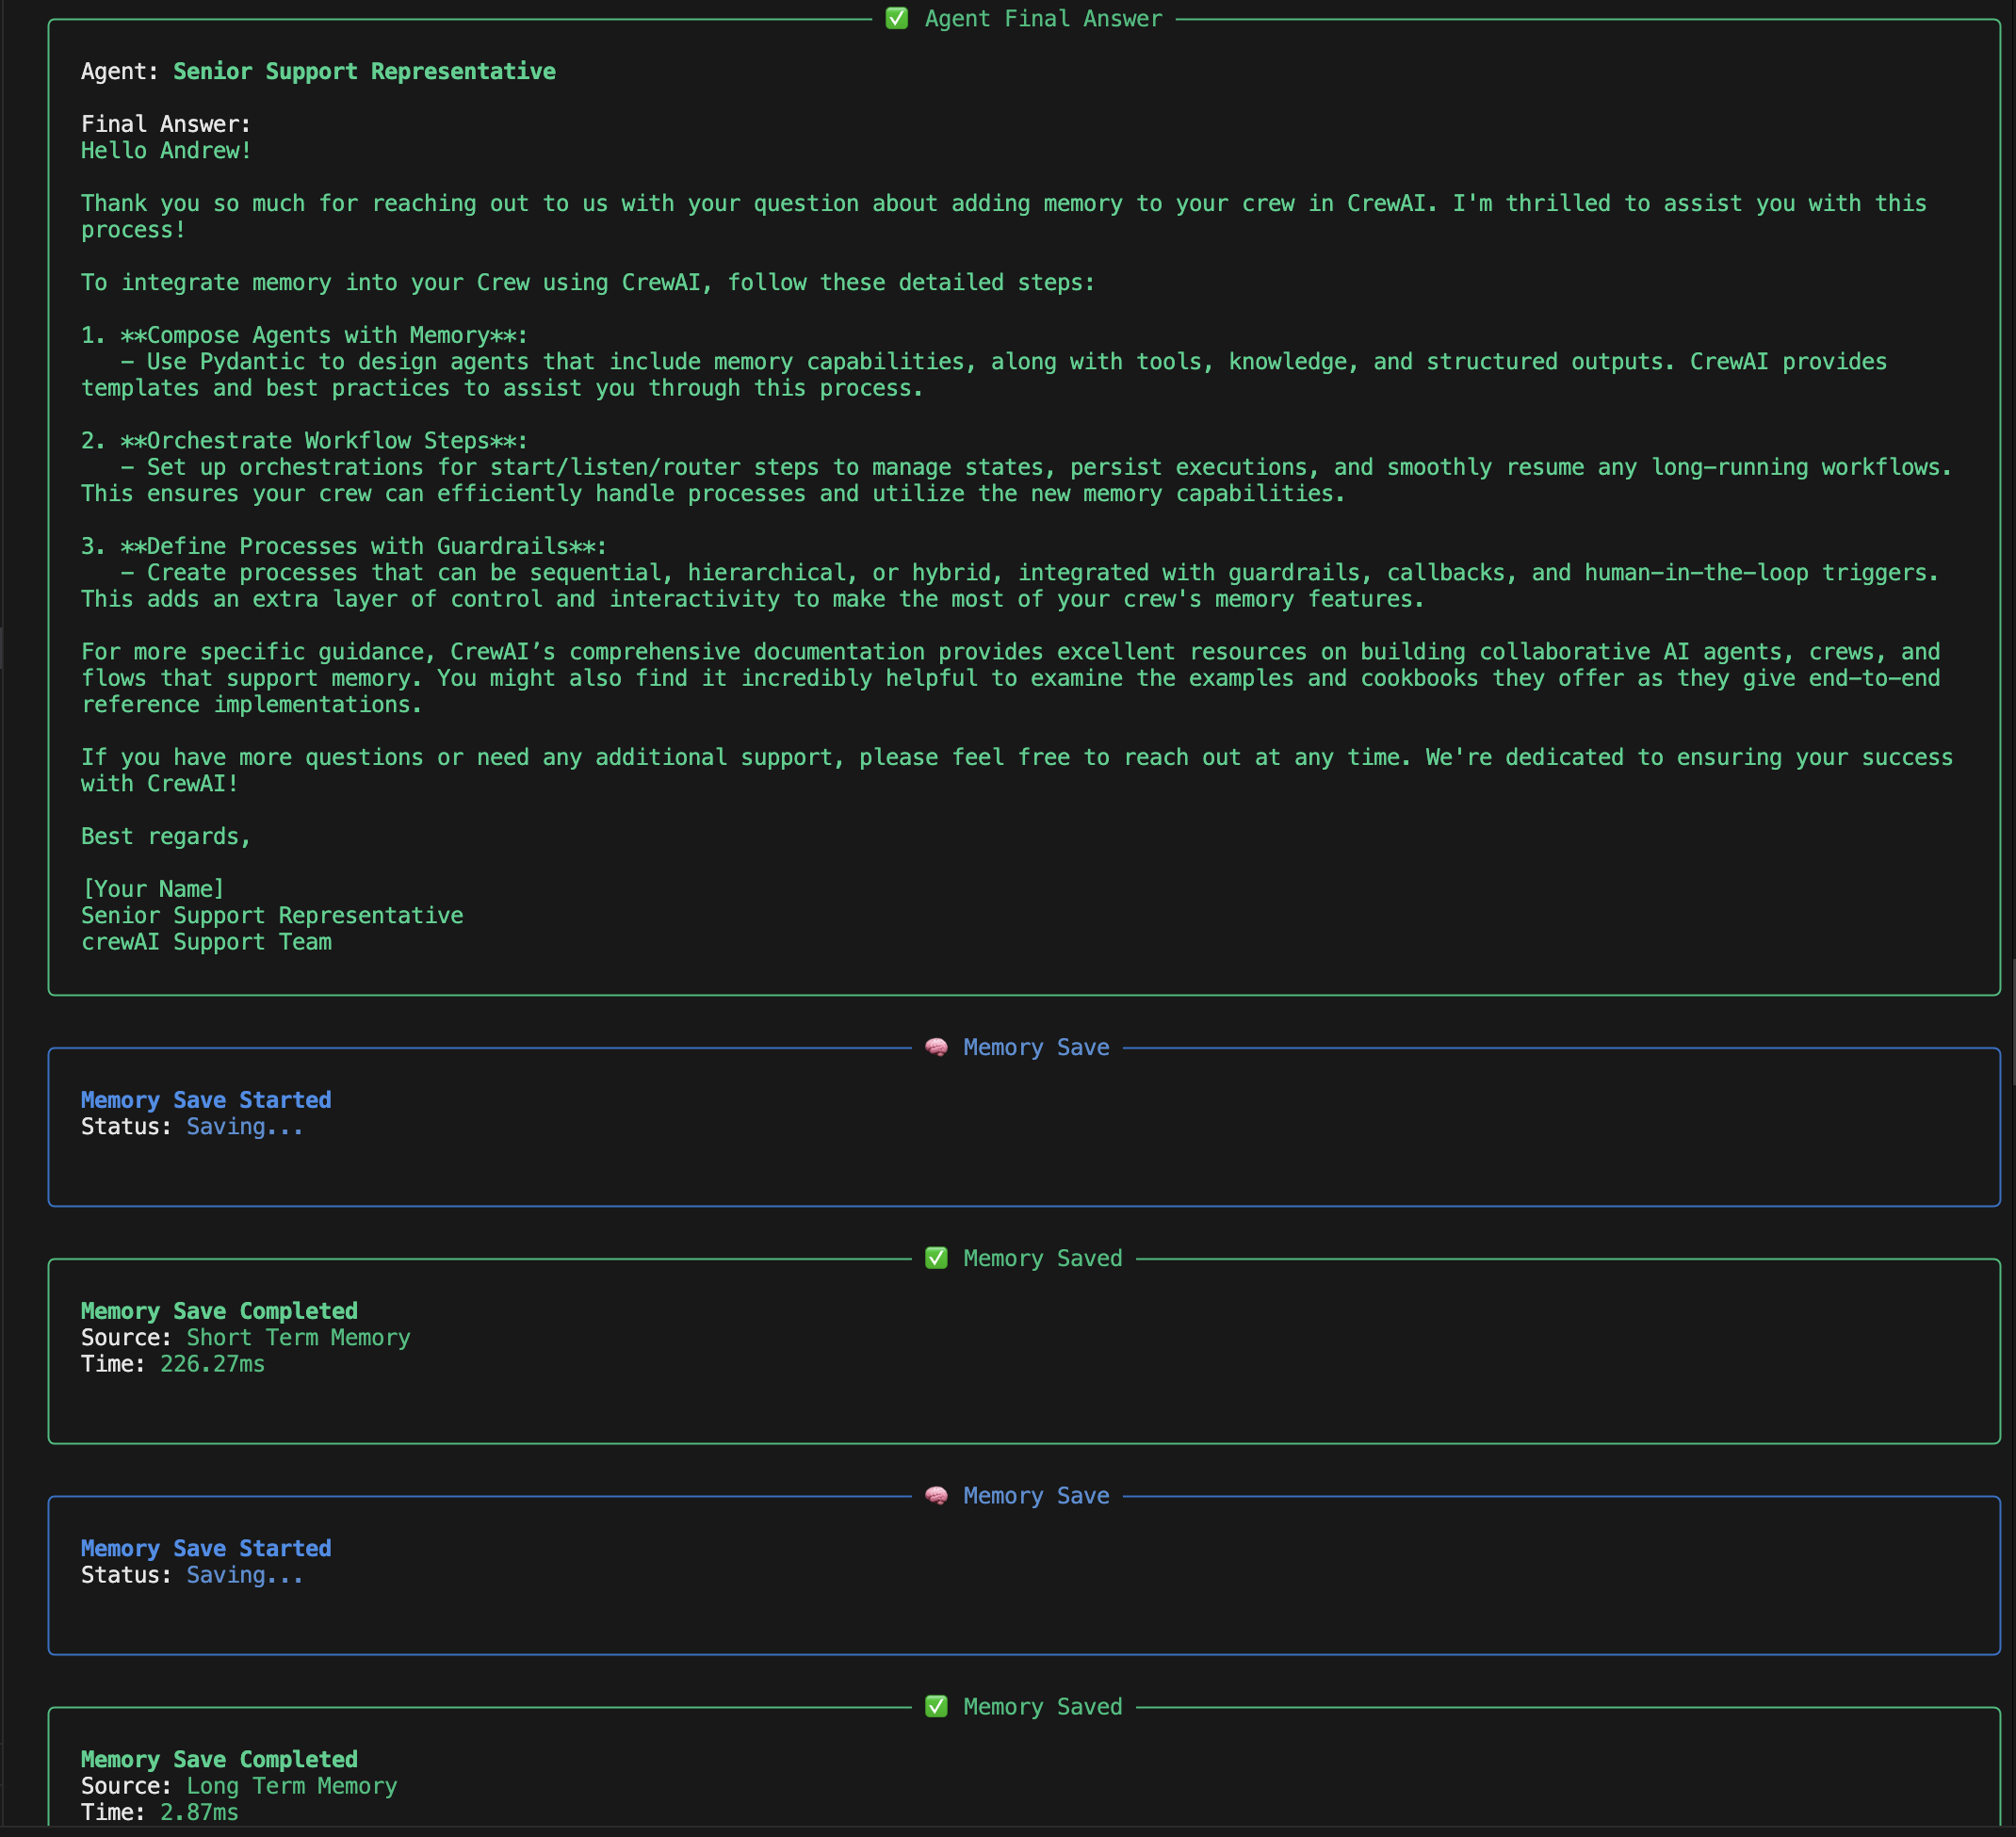 ✅ Agent Final Answer
Agent: Senior Support Representative
Final Answer:
Hello Andrew!
Thank you so much for reaching out to us with your question about adding memory to your crew in CrewAI. I'm thrilled to assist you with this
process!
To integrate memory into your Crew using CrewAI, follow these detailed steps:
1. **Compose Agents with Memory**:
   - Use Pydantic to design agents that include memory capabilities, along with tools, knowledge, and structured outputs. CrewAI provides
templates and best practices to assist you through this process.
2. **Orchestrate Workflow Steps**:
   - Set up orchestrations for start/listen/router steps to manage states, persist executions, and smoothly resume any long-running workflows.
This ensures your crew can efficiently handle processes and utilize the new memory capabilities.
3. **Define Processes with Guardrails**:
   - Create processes that can be sequential, hierarchical, or hybrid, integrated with guardrails, callbacks, and human-in-the-loop triggers.
This adds an extra layer of control and interactivity to make the most of your crew's memory features.
For more specific guidance, CrewAI’s comprehensive documentation provides excellent resources on building collaborative AI agents, crews, and
flows that support memory. You might also find it incredibly helpful to examine the examples and cookbooks they offer as they give end-to-end
reference implementations.
If you have more questions or need any additional support, please feel free to reach out at any time. We're dedicated to ensuring your success
with CrewAI!
Best regards,
[Your Name]
Senior Support Representative
crewAI Support Team
🧠 Memory Save
Memory Save Started
Status: Saving...
✅ Memory Saved
Memory Save Completed
Source: Short Term Memory
Time: 226.27ms
🧠 Memory Save
Memory Save Started
Status: Saving...
✅ Memory Saved
Memory Save Completed
Source: Long Term Memory
Time: 2.87ms